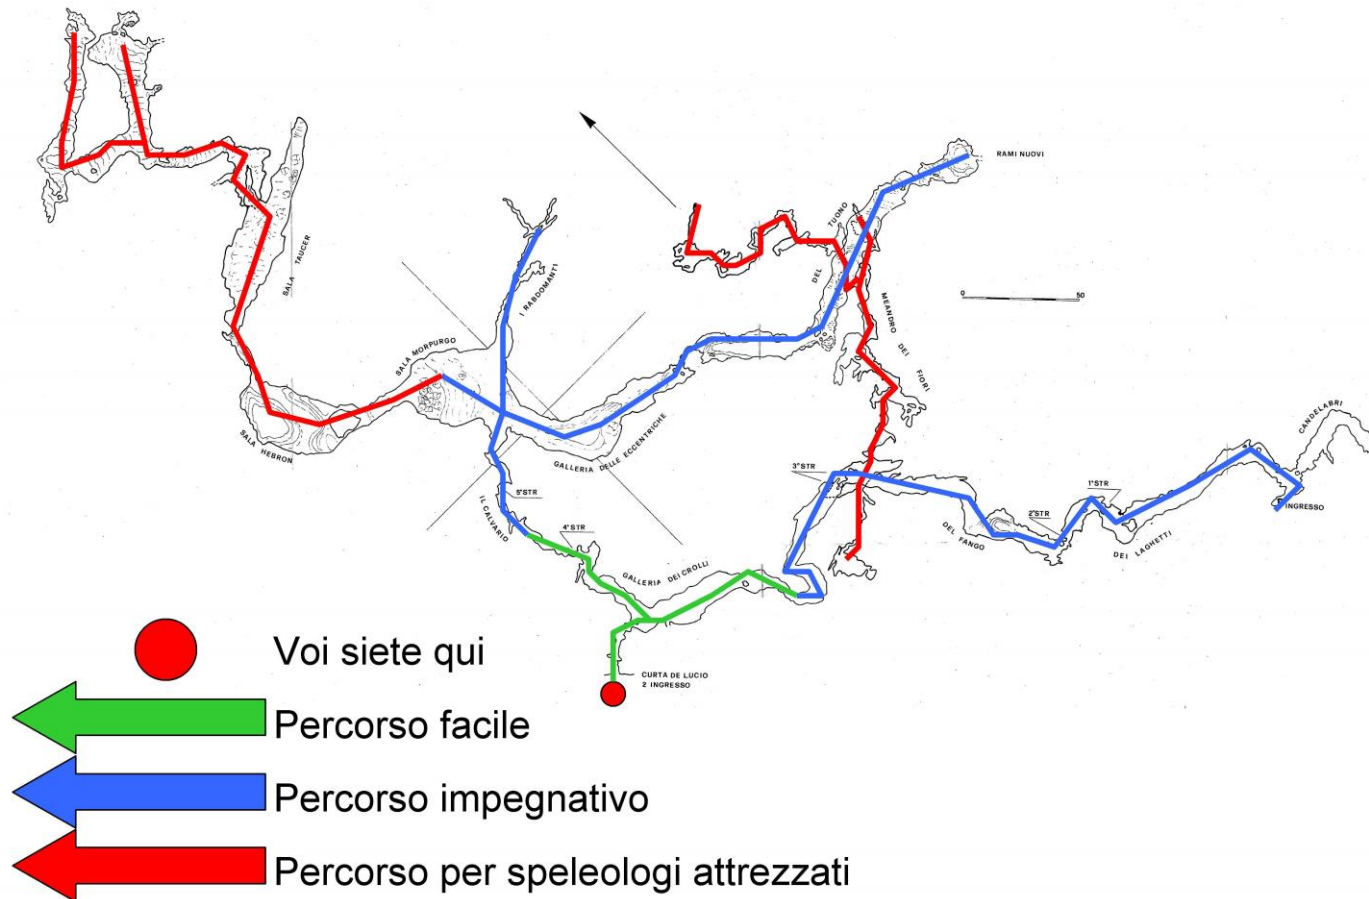 RAMI NUOVI
TUONO
DEL
SALA TAUCER
I RABDOMANTI
0 50
MEANDRO DEI FIORI
SALA MORPURGO
CANDELABRI
SALA HEBRON
GALLERIA DELLE ECCENTRICHE
3°STR
1°STR
5°STR
INGRESSO
IL CALVARIO
4°STR
2°STR
DEL FANGO
DEI LAGHETTI
GALLERIA DEI CROLLI
CURTA DE LUCIO
2 INGRESSO
Voi siete qui
Percorso facile
Percorso impegnativo
Percorso per speleologi attrezzati